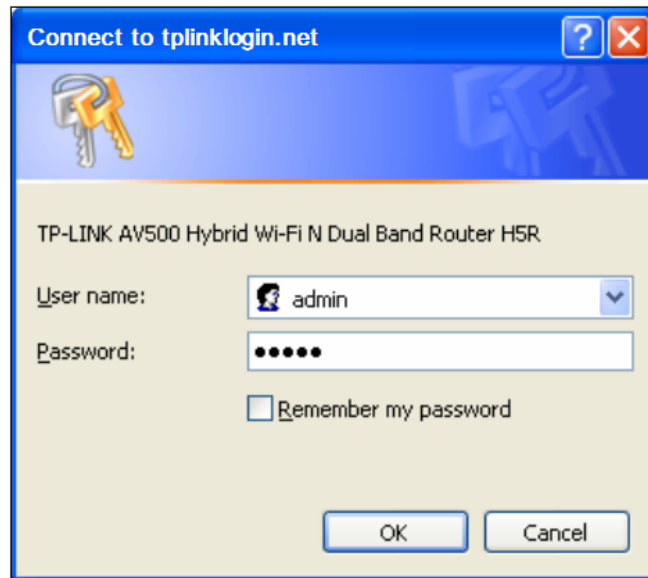 Connect to tplinklogin.net
TP-LINK AV500 Hybrid Wi-Fi N Dual Band Router H5R
User name:
admin
Password:
●●●●●
Remember my password
OK
Cancel